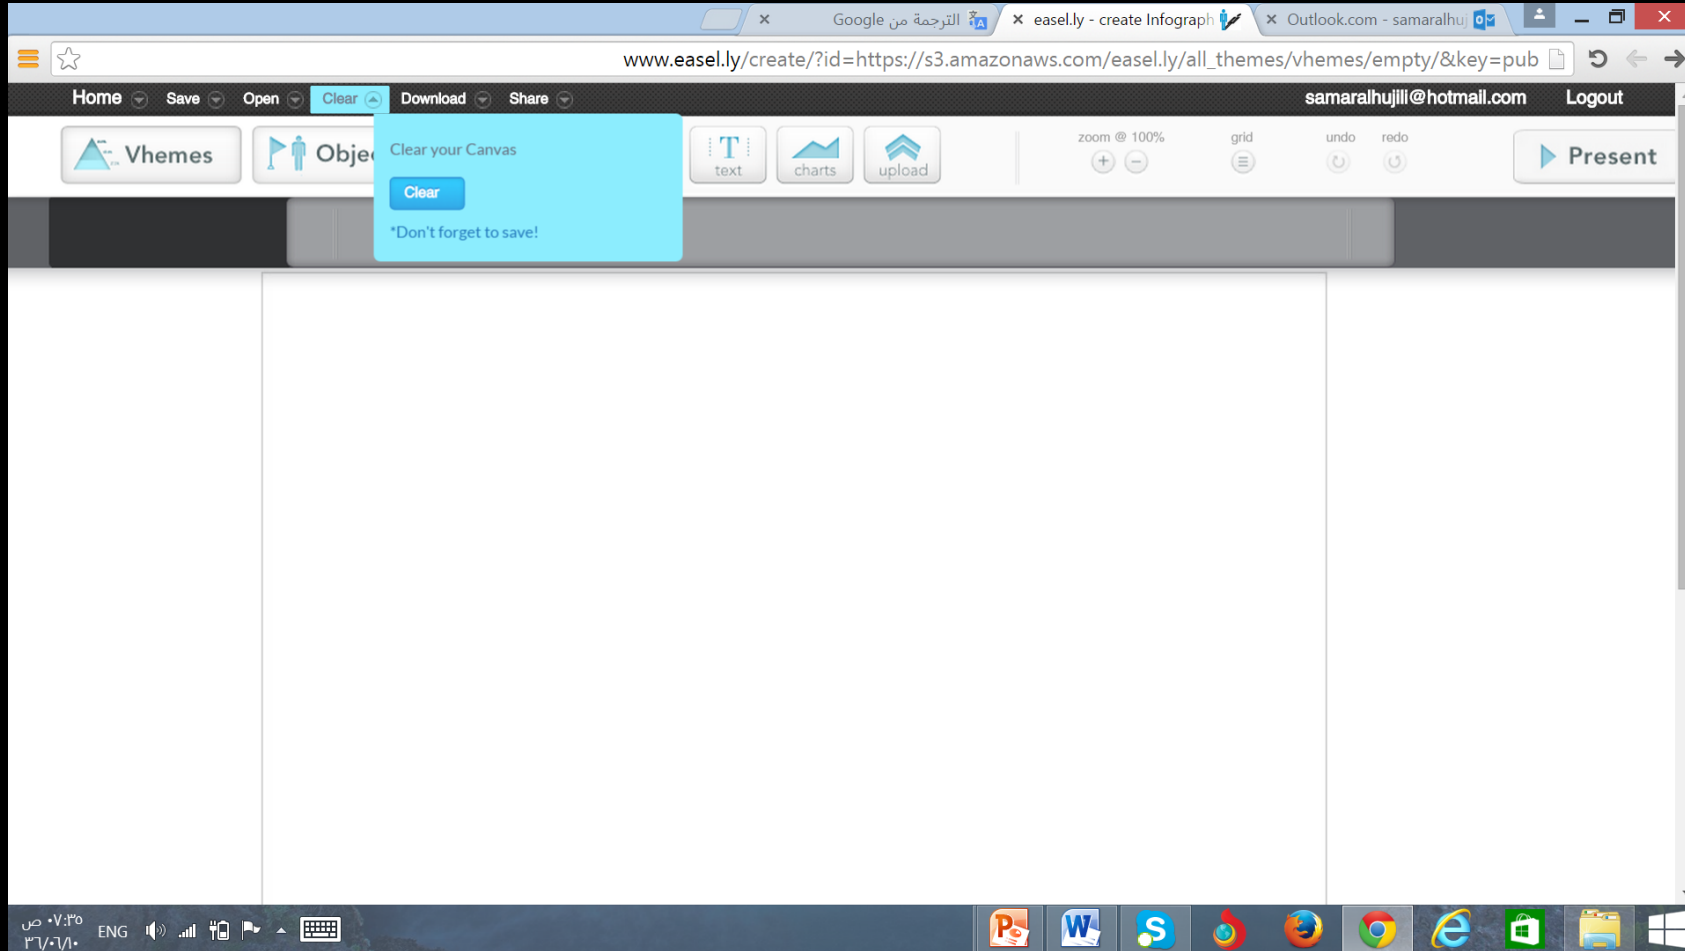 الترجمة من Google
easel.ly - create Infograph
Outlook.com - samaralhuj
www.easel.ly/create/?id=https://s3.amazonaws.com/easel.ly/all_themes/vhemes/empty/&key=pub
Home Save Open Clear Download Share samaralhujili@hotmail.com Logout
Vhemes Obje text charts upload zoom @ 100% grid undo redo Present
Clear your Canvas
Clear
*Don't forget to save!
٠٧:٣٥ ص
ENG
٣٦/٠٦/١٠